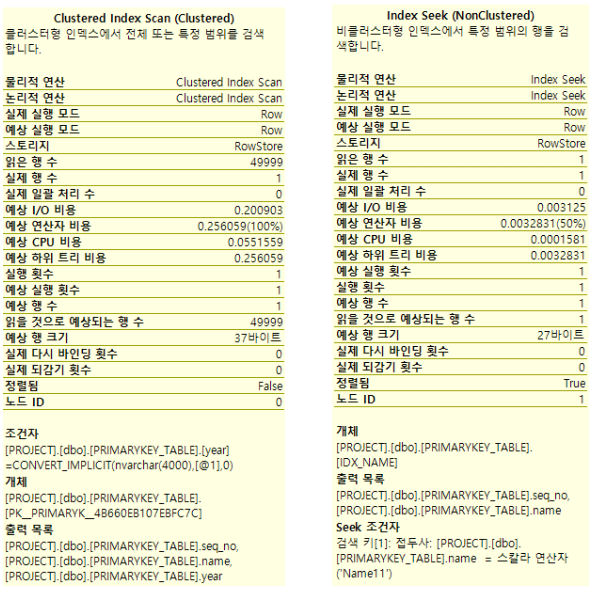 Clustered Index Scan (Clustered)
클러스터형 인덱스에서 전체 또는 특정 범위를 검색
합니다.
물리적 연산 Clustered Index Scan
논리적 연산 Clustered Index Scan
실제 실행 모드 Row
예상 실행 모드 Row
스토리지 RowStore
읽은 행 수 49999
실제 행 수 1
실제 일괄 처리 수 0
예상 I/O 비용 0.200903
예상 연산자 비용 0.256059(100%)
예상 CPU 비용 0.0551559
예상 하위 트리 비용 0.256059
실행 횟수 1
예상 실행 횟수 1
예상 행 수 1
읽을 것으로 예상되는 행 수 49999
예상 행 크기 37바이트
실제 다시 바인딩 횟수 0
실제 되감기 횟수 0
정렬됨 False
노드 ID 0
조건자
[PROJECT].[dbo].[PRIMARYKEY_TABLE].[year]
=CONVERT_IMPLICIT(nvarchar(4000),[@1],0)
개체
[PROJECT].[dbo].[PRIMARYKEY_TABLE].
[PK__PRIMARYK__4B660EB107EBFC7C]
출력 목록
[PROJECT].[dbo].[PRIMARYKEY_TABLE].seq_no,
[PROJECT].[dbo].[PRIMARYKEY_TABLE].name,
[PROJECT].[dbo].[PRIMARYKEY_TABLE].year
Index Seek (NonClustered)
비클러스터형 인덱스에서 특정 범위의 행을 검
색합니다.
물리적 연산 Index Seek
논리적 연산 Index Seek
실제 실행 모드 Row
예상 실행 모드 Row
스토리지 RowStore
읽은 행 수 1
실제 행 수 1
실제 일괄 처리 수 0
예상 I/O 비용 0.003125
예상 연산자 비용 0.0032831(50%)
예상 CPU 비용 0.0001581
예상 하위 트리 비용 0.0032831
예상 실행 횟수 1
실행 횟수 1
예상 행 수 1
읽을 것으로 예상되는 행 수 1
예상 행 크기 27바이트
실제 다시 바인딩 횟수 0
실제 되감기 횟수 0
정렬됨 True
노드 ID 1
개체
[PROJECT].[dbo].[PRIMARYKEY_TABLE].
[IDX_NAME]
출력 목록
[PROJECT].[dbo].[PRIMARYKEY_TABLE].seq_no,
[PROJECT].[dbo].[PRIMARYKEY_TABLE].name
Seek 조건자
검색 키[1]: 접두사: [PROJECT].[dbo].
[PRIMARYKEY_TABLE].name = 스칼라 연산자
('Name11')